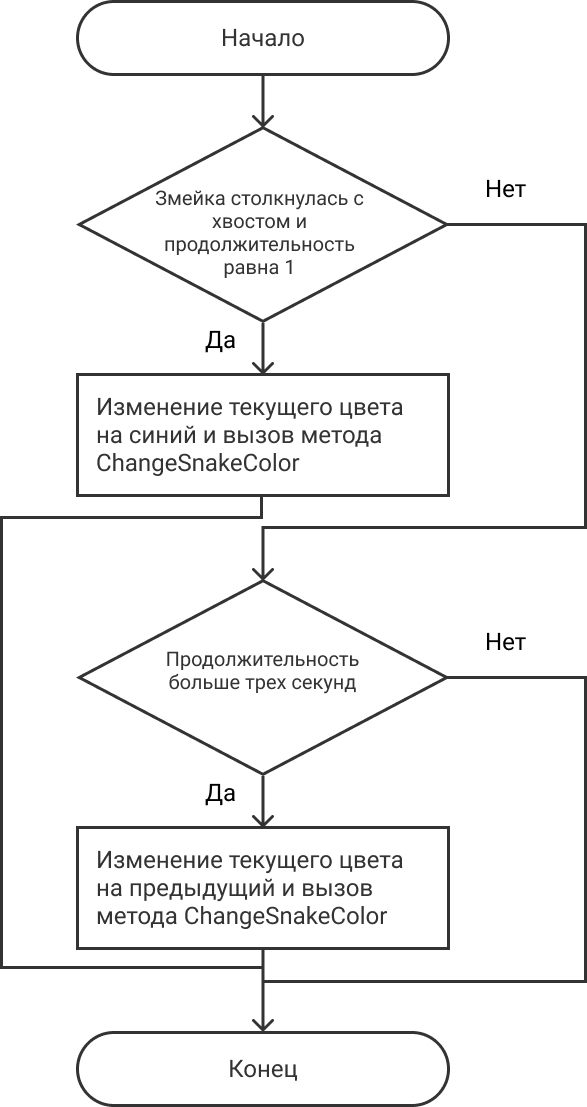 Начало
Змейка столкнулась с
хвостом и
продолжительность
равна 1
Нет
Да
Изменение текущего цвета
на синий и вызов метода
ChangeSnakeColor
Продолжительность
больше трех секунд
Нет
Да
Изменение текущего цвета
на предыдущий и вызов
метода ChangeSnakeColor
Конец